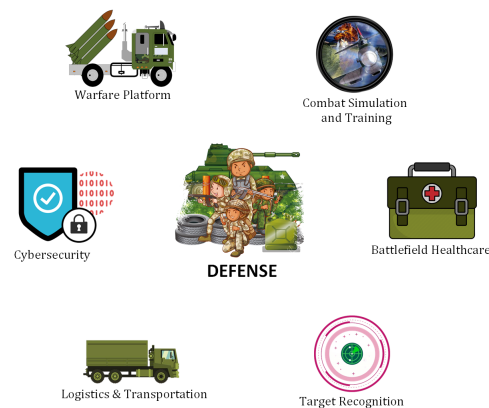 Warfare Platform
Combat Simulation
and Training
Cybersecurity
Battlefield Healthcare
DEFENSE
Logistics & Transportation
Target Recognition